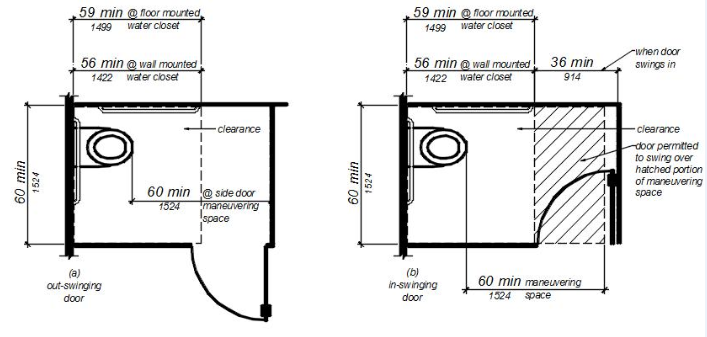 59 min @ floor mounted
1499 water closet
56 min @ wall mounted
1422 water closet
clearance
60 min
1524
60 min @ side door
1524 maneuvering
space
(a)
out-swinging
door
59 min @ floor mounted
1499 water closet
56 min @ wall mounted
1422 water closet
36 min
914
when door
swings in
clearance
door permitted
to swing over
hatched portion
of maneuvering
space
60 min
1524
(b)
in-swinging
door
60 min maneuvering
1524 space